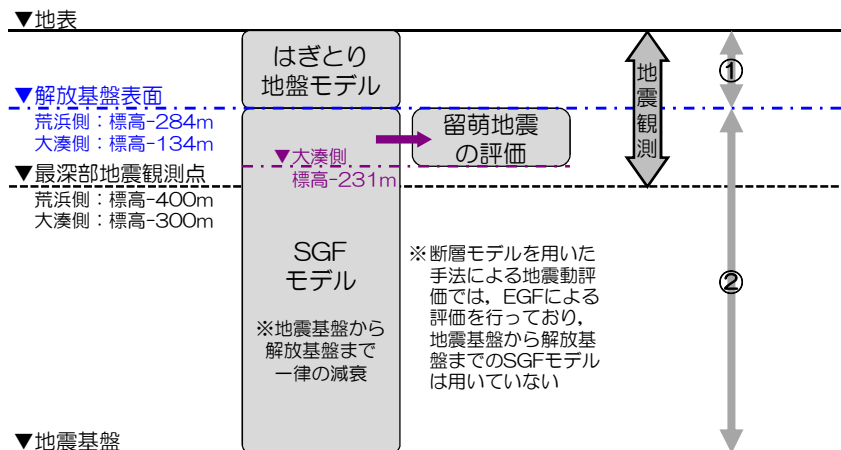 ▼地表
はぎとり
地盤モデル
地震観測
①
▼解放基盤表面
荒浜側：標高-284m
大湊側：標高-134m
留萌地震
の評価
▼大湊側
標高-231m
▼最深部地震観測点
荒浜側：標高-400m
大湊側：標高-300m
SGF
モデル
※地震基盤から
解放基盤まで
一律の減衰
※断層モデルを用いた
手法による地震動評
価では，EGFによる
評価を行っており，
地震基盤から解放基
盤までのSGFモデル
は用いていない
②
▼地震基盤